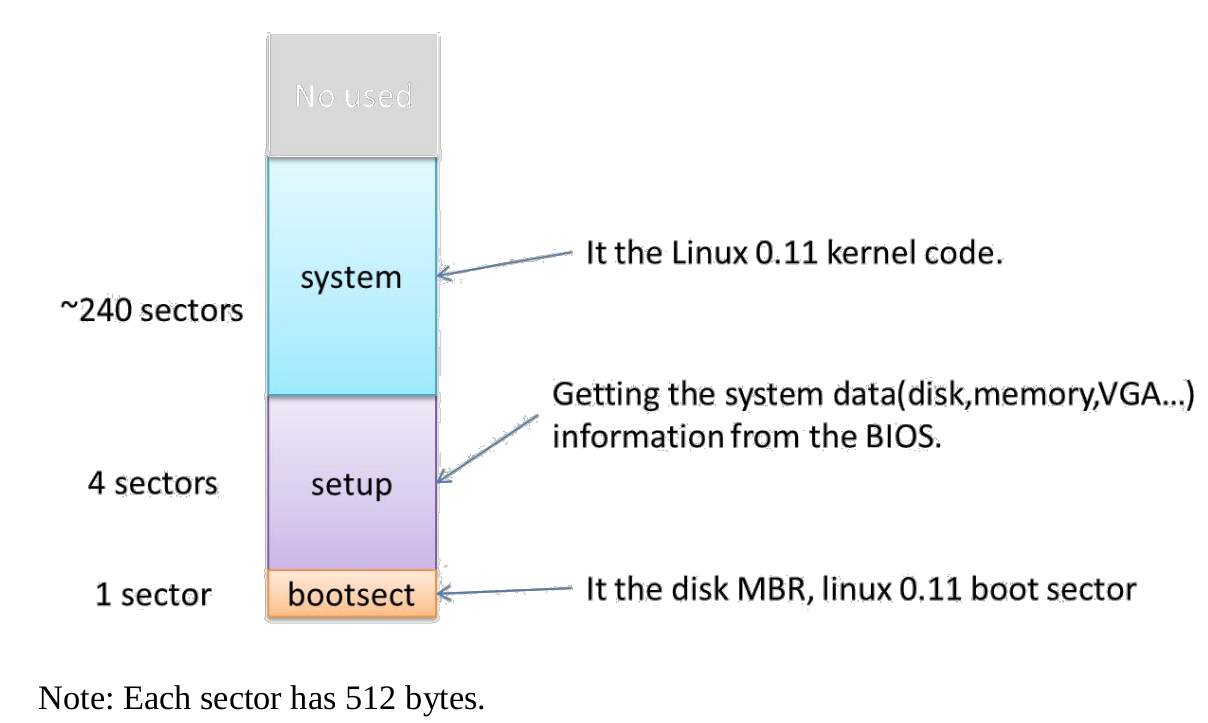 No used
system
It the Linux 0.11 kernel code.
~240 sectors
Getting the system data(disk,memory,VGA...)
information from the BIOS.
4 sectors
setup
1 sector
bootsect
It the disk MBR, linux 0.11 boot sector
Note: Each sector has 512 bytes.